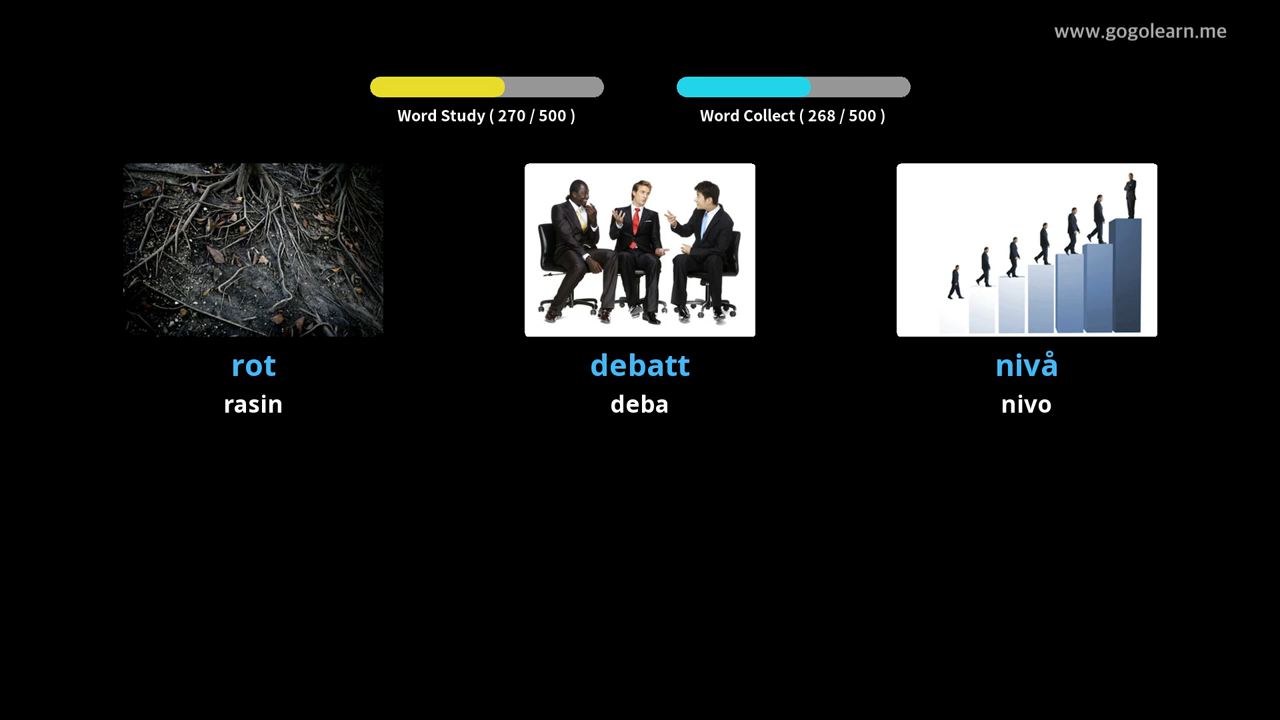 www.gogolearn.me
Word Study ( 270 / 500 )
Word Collect ( 268 / 500 )
rot
rasin
debatt
deba
nivå
nivo